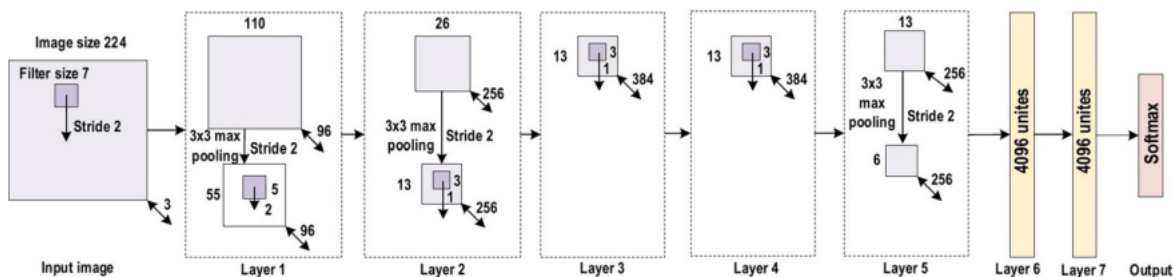 Image size 224
Filter size 7
Stride 2
3
Input image
110
96
3x3 max
pooling
Stride 2
55
5
2
96
Layer 1
26
256
3x3 max
pooling
Stride 2
13
3
1
256
Layer 2
13
3
1
384
Layer 3
13
3
1
384
Layer 4
13
256
3x3
max
pooling
Stride 2
6
256
Layer 5
4096 unites
Layer 6
4096 unites
Layer 7
Softmax
Output